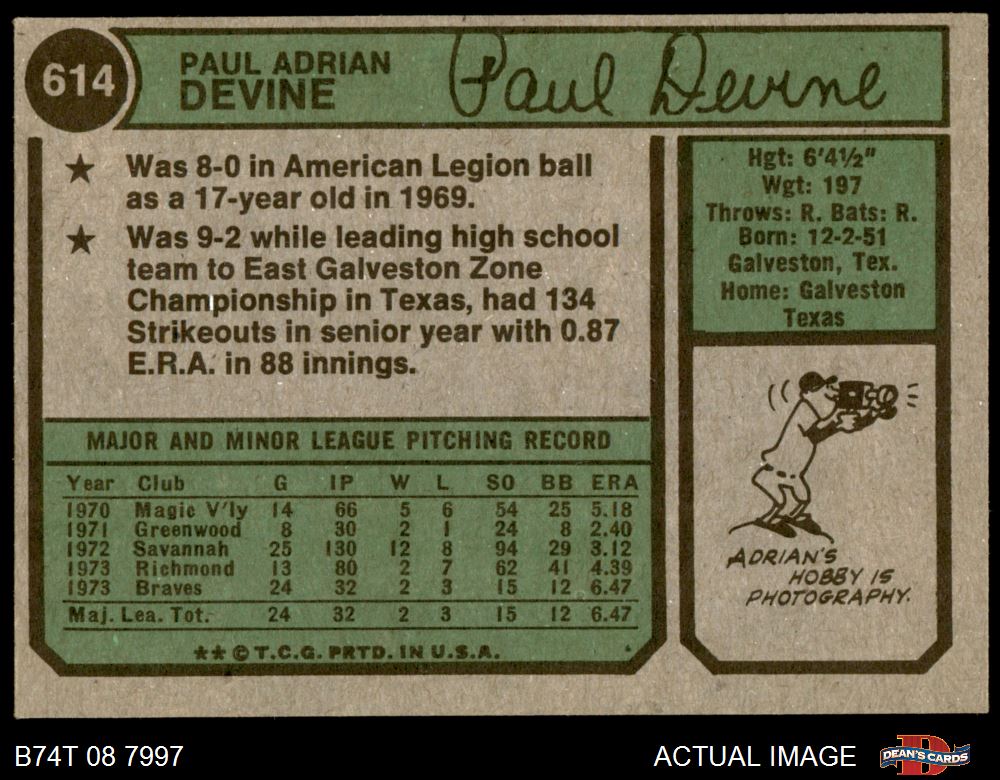 614
PAUL ADRIAN
DEVINE
Paul Devine
★ Was 8-0 in American Legion ball
as a 17-year old in 1969.
★ Was 9-2 while leading high school
team to East Galveston Zone
Championship in Texas, had 134
Strikeouts in senior year with 0.87
E.R.A. in 88 innings.
Hgt: 6'4½"
Wgt: 197
Throws: R. Bats: R.
Born: 12-2-51
Galveston, Tex.
Home: Galveston
Texas
MAJOR AND MINOR LEAGUE PITCHING RECORD
Year Club G IP W L SO BB ERA
1970 Magic V'ly 14 66 5 6 54 25 5.18
1971 Greenwood 8 30 2 1 24 8 2.40
1972 Savannah 25 130 12 8 94 29 3.12
1973 Richmond 13 80 2 7 62 41 4.39
1973 Braves 24 32 2 3 15 12 6.47
Maj. Lea. Tot. 24 32 2 3 15 12 6.47
★★ © T.C.G. PRTD. IN U.S.A.
ADRIAN'S
HOBBY IS
PHOTOGRAPHY.
B74T 08 7997
ACTUAL IMAGE
D
DEAN'S CARDS